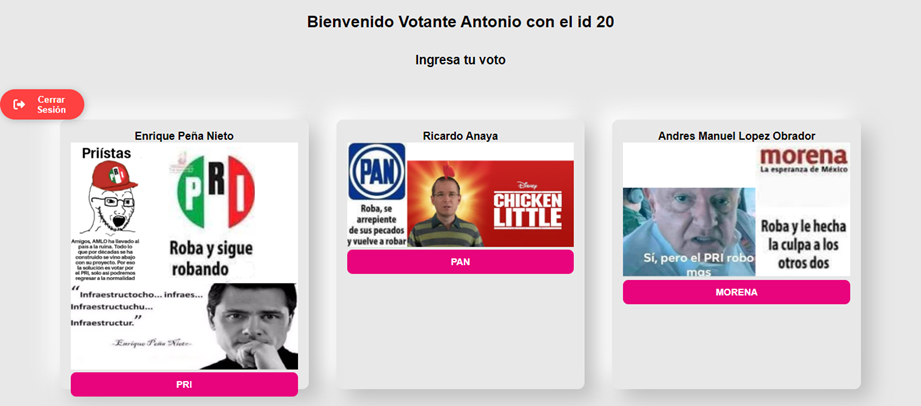 Bienvenido Votante Antonio con el id 20
Ingresa tu voto
Cerrar
Sesión
Enrique Peña Nieto
Priístas
PRI
PRI
Roba y sigue
robando
Amigos, AMLO ha llevado al
país a la ruina. Todo lo
que por décadas se ha
construido se vino abajo
con su proyecto. Por eso
la solución es votar por
el PRI, solo así podremos
regresar a la normalidad
“Infraestructocho... infraes...
Infraestructuchu...
Infraestructur.”
-Enrique Peña Nieto-
PRI
Ricardo Anaya
PAN
Roba, se
arrepiente
de sus pecados
y vuelve a robar
Disney
CHICKEN
LITTLE
PAN
Andres Manuel Lopez Obrador
morena
La esperanza de México
Sí, pero el PRI robo
mas
Roba y le hecha
la culpa a los
otros dos
MORENA